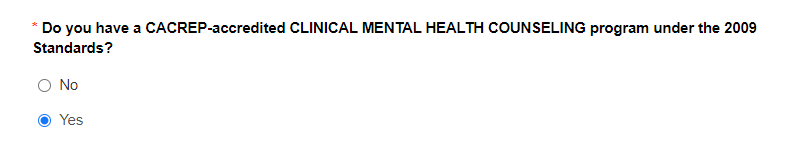 * Do you have a CACREP-accredited CLINICAL MENTAL HEALTH COUNSELING program under the 2009
Standards?
No
Yes